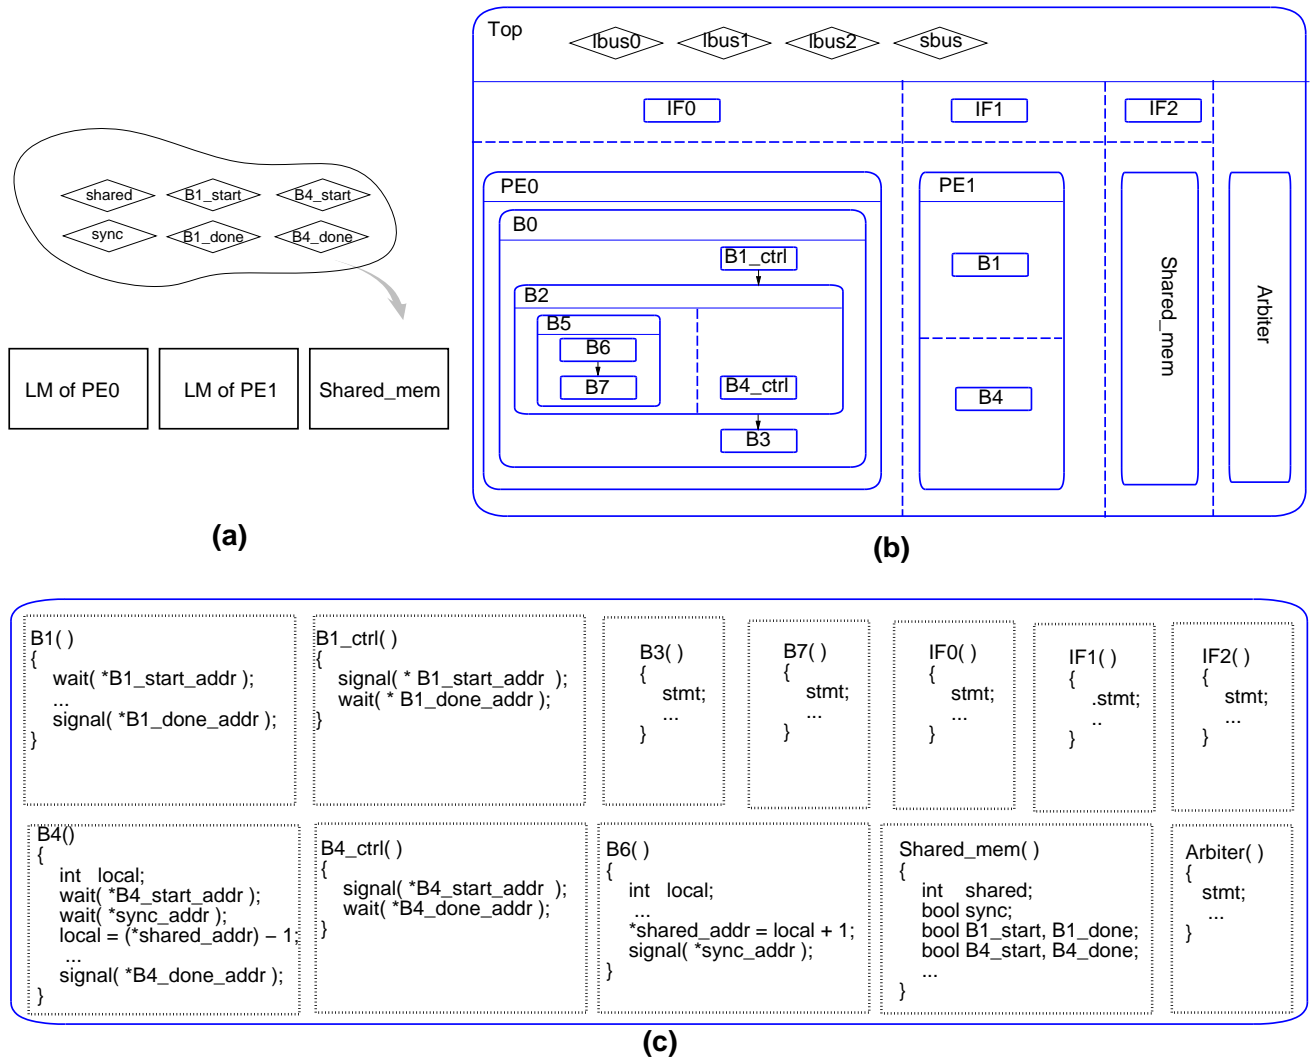 shared
B1_start
B4_start
sync
B1_done
B4_done
LM of PE0
LM of PE1
Shared_mem
(a)
Top
lbus0
lbus1
lbus2
sbus
IF0
IF1
IF2
PE0
B0
B1_ctrl
B2
B5
B6
B7
B4_ctrl
B3
PE1
B1
B4
Shared_mem
Arbiter
(b)
B1( )
{
wait( *B1_start_addr );
...
signal( *B1_done_addr );
}
B1_ctrl()
{
signal( * B1_start_addr );
wait( * B1_done_addr );
}
B3( )
{
stmt;
...
}
B7( )
{
stmt;
...
}
IF0( )
{
stmt;
...
}
IF1( )
{
.stmt;
..
}
IF2( )
{
stmt;
...
}
B4()
{
int local;
wait( *B4_start_addr );
wait( *sync_addr );
local = (*shared_addr) − 1;
...
signal( *B4_done_addr );
}
B4_ctrl( )
{
signal( *B4_start_addr );
wait( *B4_done_addr );
}
B6( )
{
int local;
...
*shared_addr = local + 1;
signal( *sync_addr );
}
Shared_mem( )
{
int shared;
bool sync;
bool B1_start, B1_done;
bool B4_start, B4_done;
...
}
Arbiter( )
{
stmt;
...
}
(c)